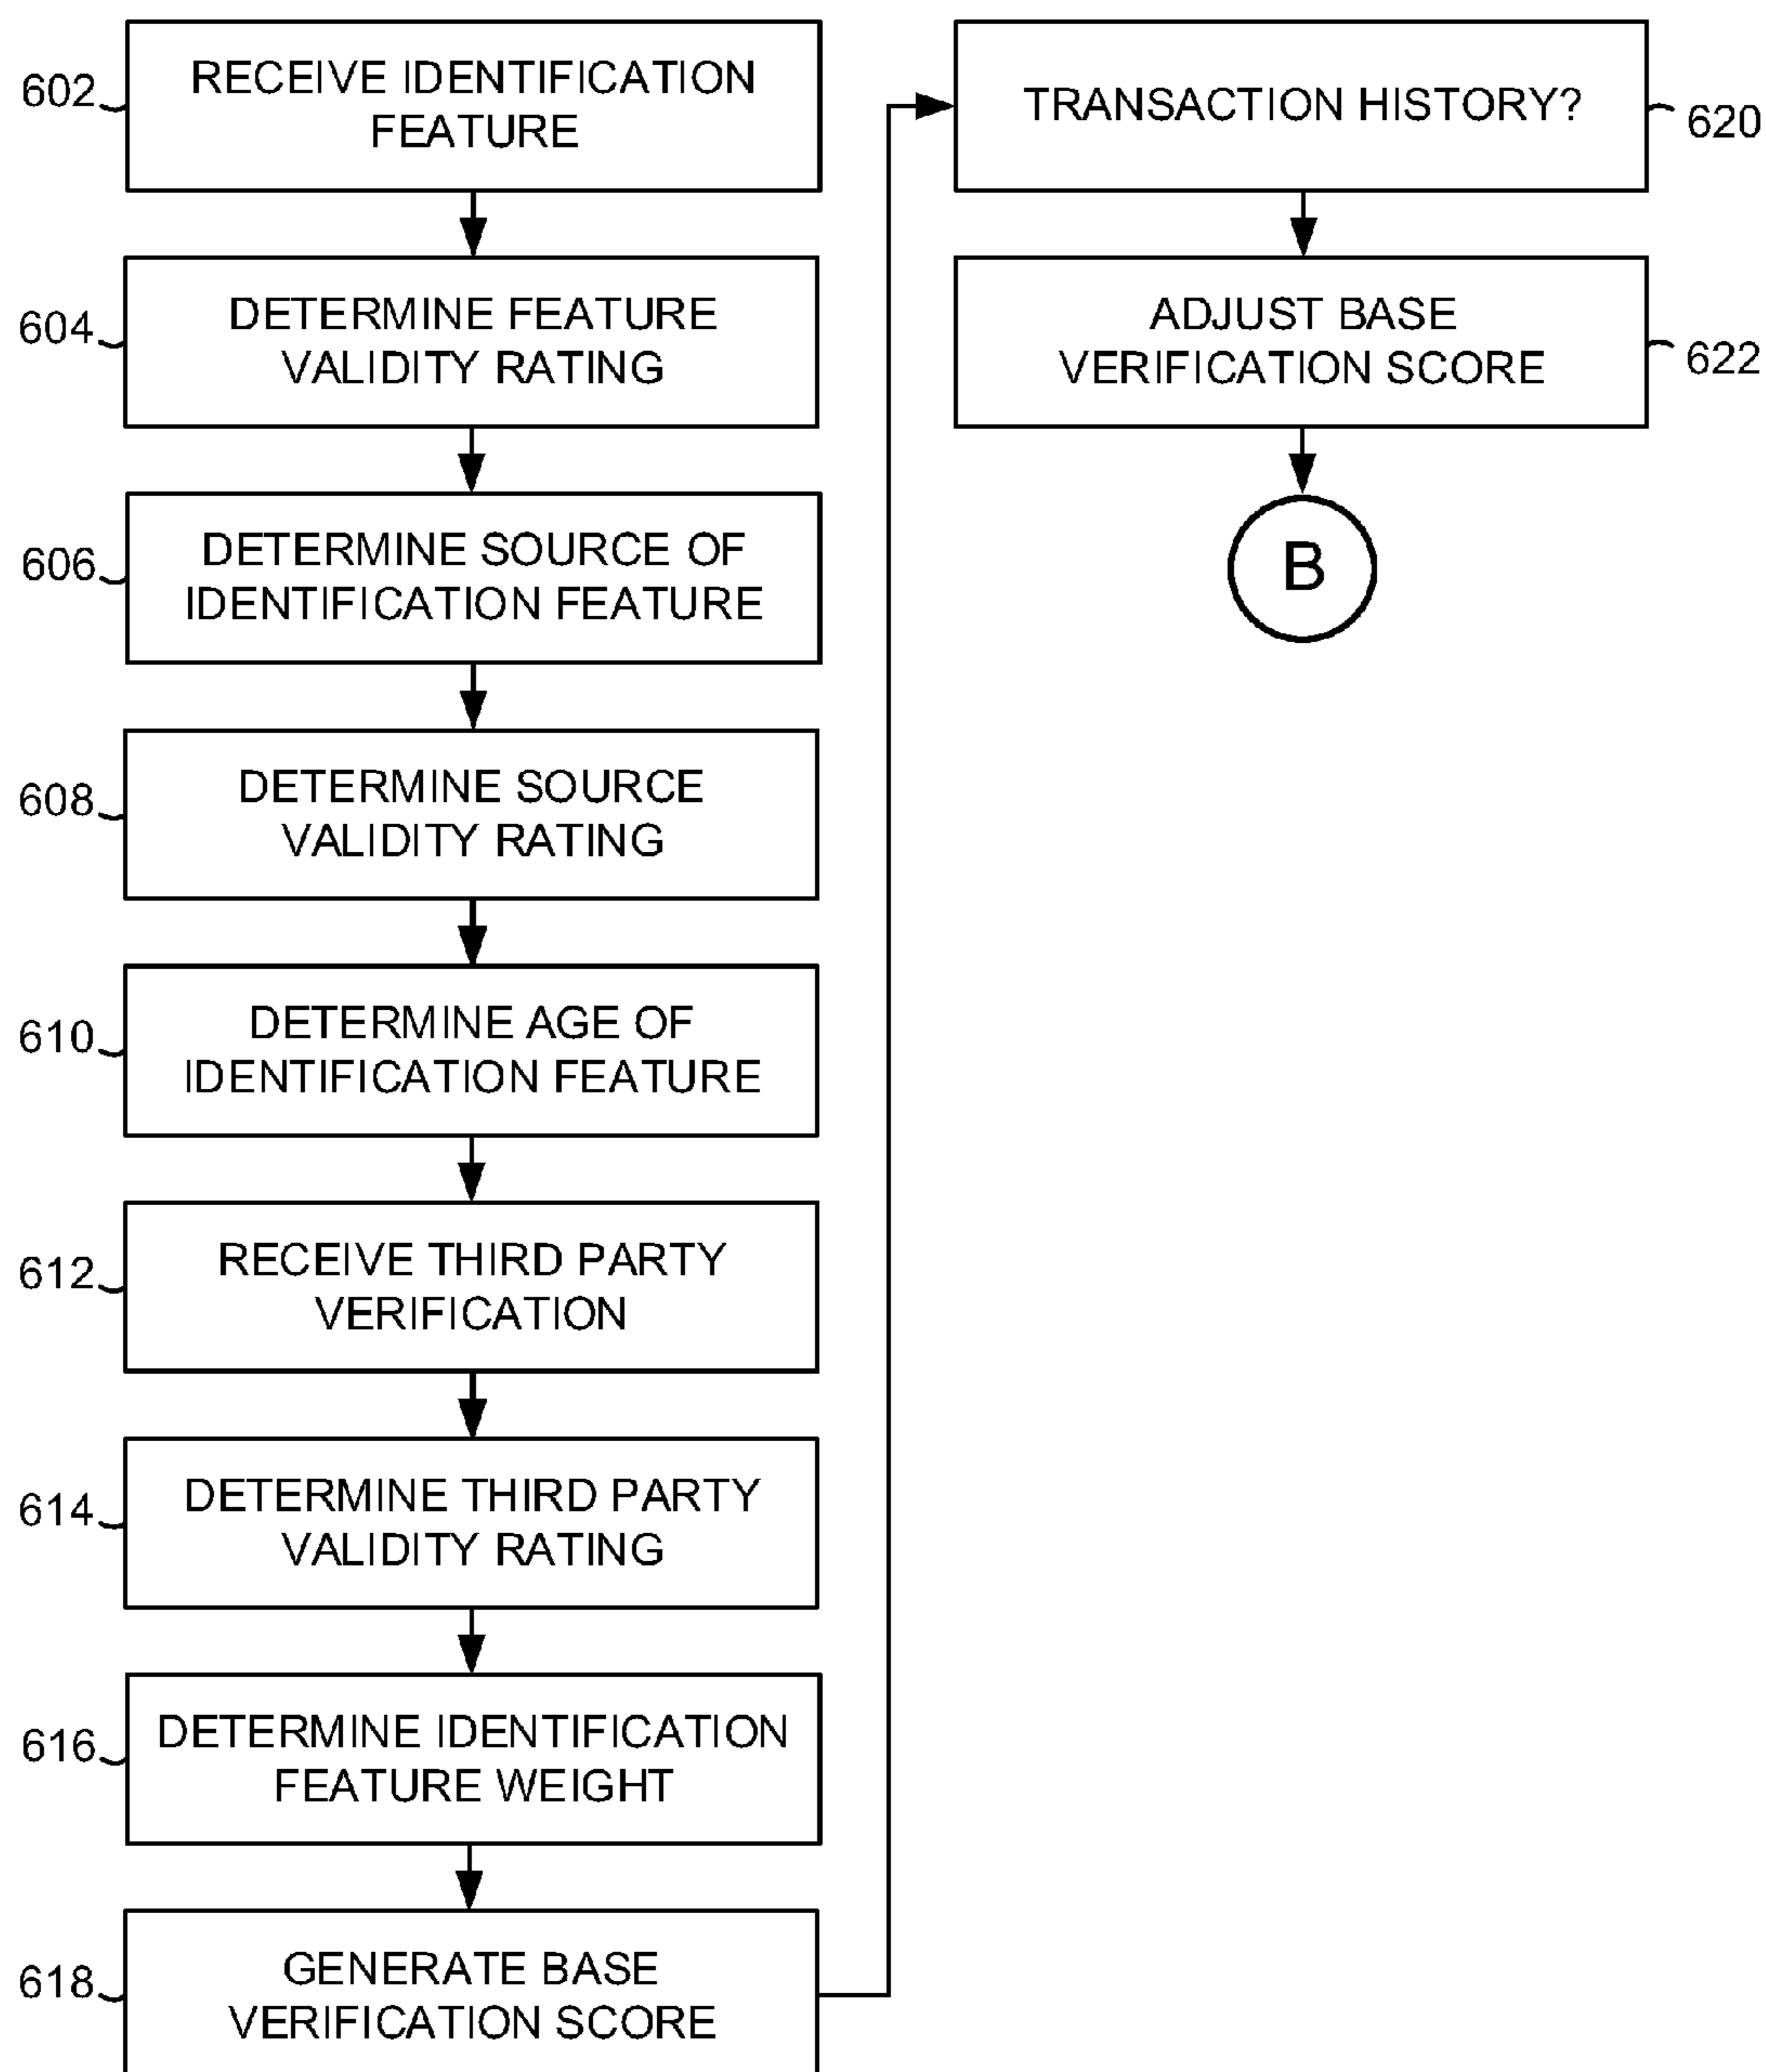 602
RECEIVE IDENTIFICATION
FEATURE
604
DETERMINE FEATURE
VALIDITY RATING
606
DETERMINE SOURCE OF
IDENTIFICATION FEATURE
608
DETERMINE SOURCE
VALIDITY RATING
610
DETERMINE AGE OF
IDENTIFICATION FEATURE
612
RECEIVE THIRD PARTY
VERIFICATION
614
DETERMINE THIRD PARTY
VALIDITY RATING
616
DETERMINE IDENTIFICATION
FEATURE WEIGHT
618
GENERATE BASE
VERIFICATION SCORE
TRANSACTION HISTORY?
620
ADJUST BASE
VERIFICATION SCORE
622
B